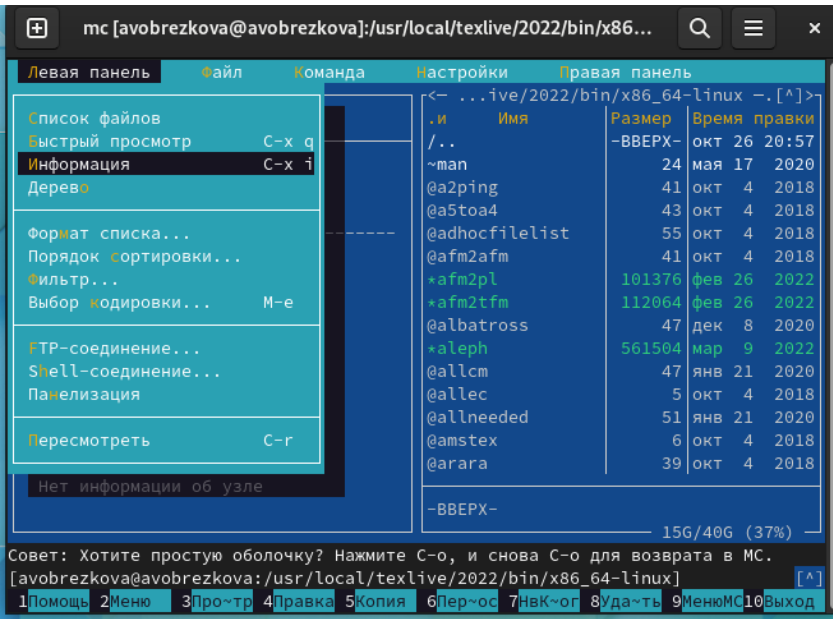 mc [avobrezkova@avobrezkova]:/usr/local/texlive/2022/bin/x86...
Левая панель Файл Команда Настройки Правая панель
<─ ...ive/2022/bin/x86_64-linux ─.[^]>
.и Имя Размер Время правки
/.. -ВВЕРХ- окт 26 20:57
~man 24 мая 17 2020
@a2ping 41 окт 4 2018
@a5toa4 43 окт 4 2018
@adhocfilelist 55 окт 4 2018
@afm2afm 41 окт 4 2018
*afm2pl 101376 фев 26 2022
*afm2tfm 112064 фев 26 2022
@albatross 47 дек 8 2020
*aleph 561504 мар 9 2022
@allcm 47 янв 21 2020
@allec 5 окт 4 2018
@allneeded 51 янв 21 2020
@amstex 6 окт 4 2018
@arara 39 окт 4 2018
-ВВЕРХ-
15G/40G (37%)
Список файлов
Быстрый просмотр C-x q
Информация C-x i
Дерево
Формат списка...
Порядок сортировки...
Фильтр...
Выбор кодировки... M-e
FTP-соединение...
Shell-соединение...
Панелизация
Пересмотреть C-r
Нет информации об узле
Совет: Хотите простую оболочку? Нажмите C-o, и снова C-o для возврата в MC.
[avobrezkova@avobrezkova:/usr/local/texlive/2022/bin/x86_64-linux] [^]
1Помощь 2Меню 3Про~тр 4Правка 5Копия 6Пер~ос 7НвК~ог 8Уда~ть 9МенюМС 10Выход